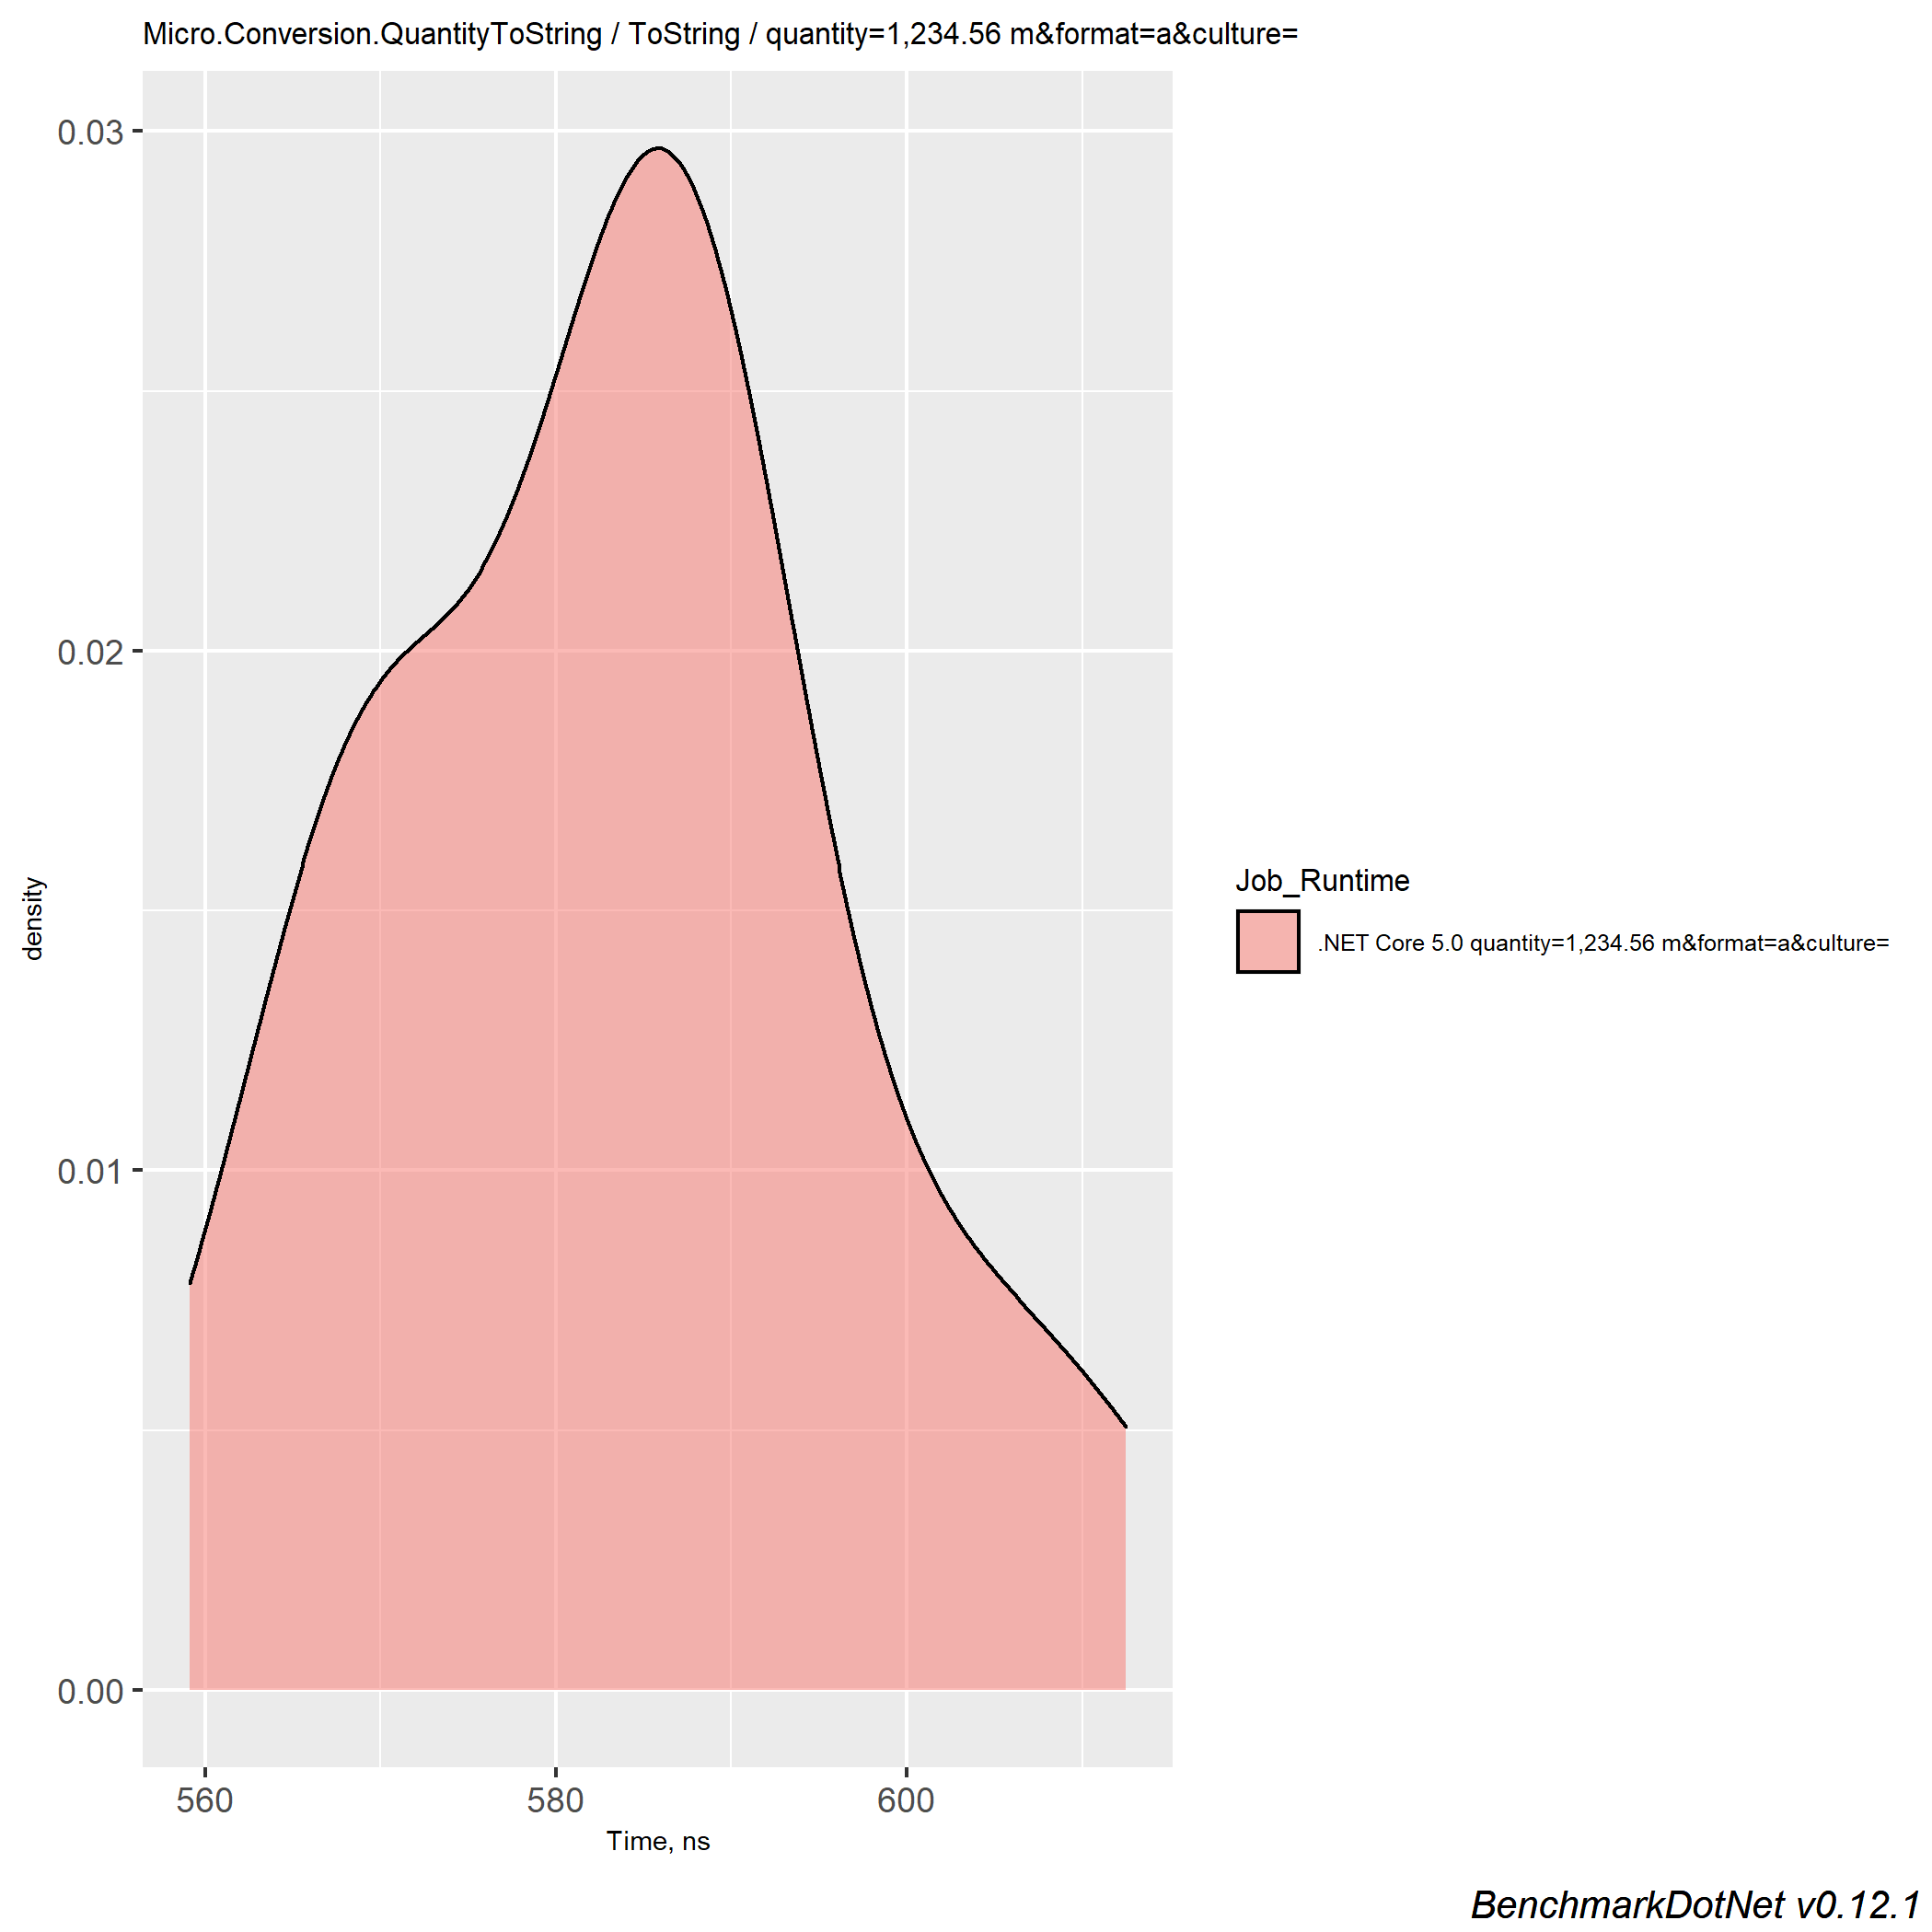 Micro.Conversion.QuantityToString / ToString / quantity=1,234.56 m&format=a&culture=
0.03
0.02
0.01
0.00
density
560 580 600
Time, ns
Job_Runtime
.NET Core 5.0 quantity=1,234.56 m&format=a&culture=
BenchmarkDotNet v0.12.1